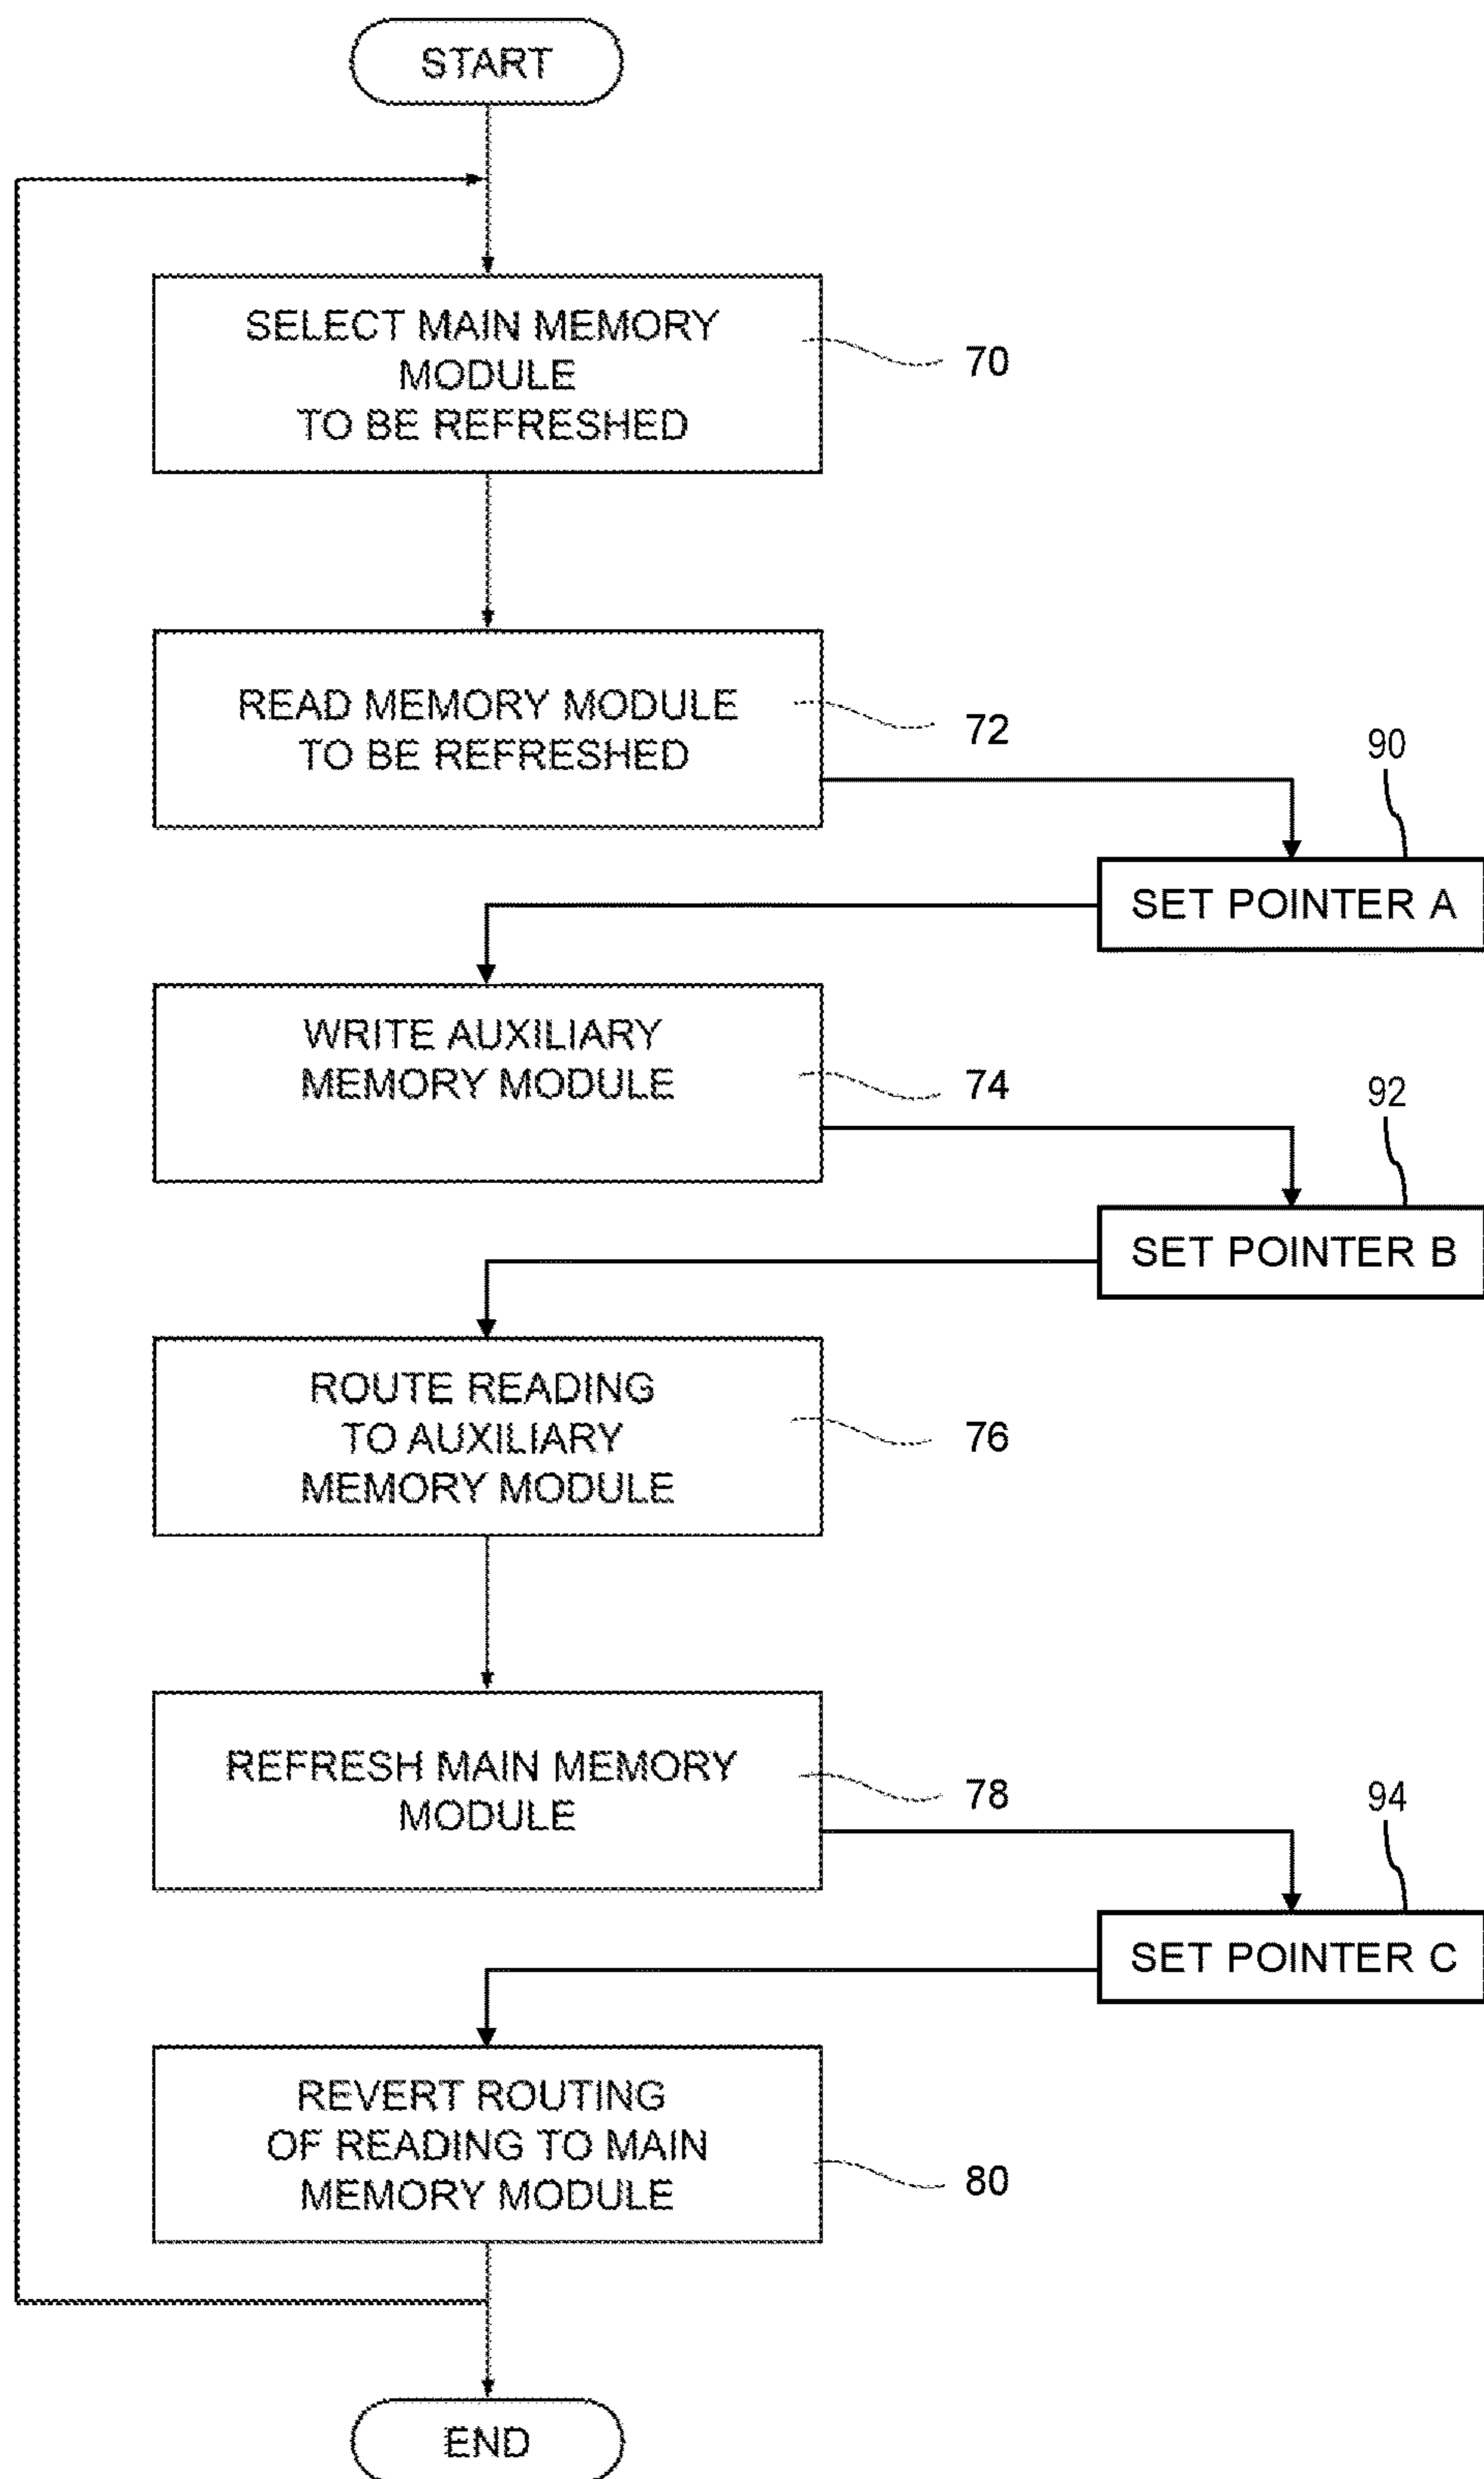 START
SELECT MAIN MEMORY
MODULE
TO BE REFRESHED
70
READ MEMORY MODULE
TO BE REFRESHED
72
90
SET POINTER A
WRITE AUXILIARY
MEMORY MODULE
74
92
SET POINTER B
ROUTE READING
TO AUXILIARY
MEMORY MODULE
76
REFRESH MAIN MEMORY
MODULE
78
94
SET POINTER C
REVERT ROUTING
OF READING TO MAIN
MEMORY MODULE
80
END